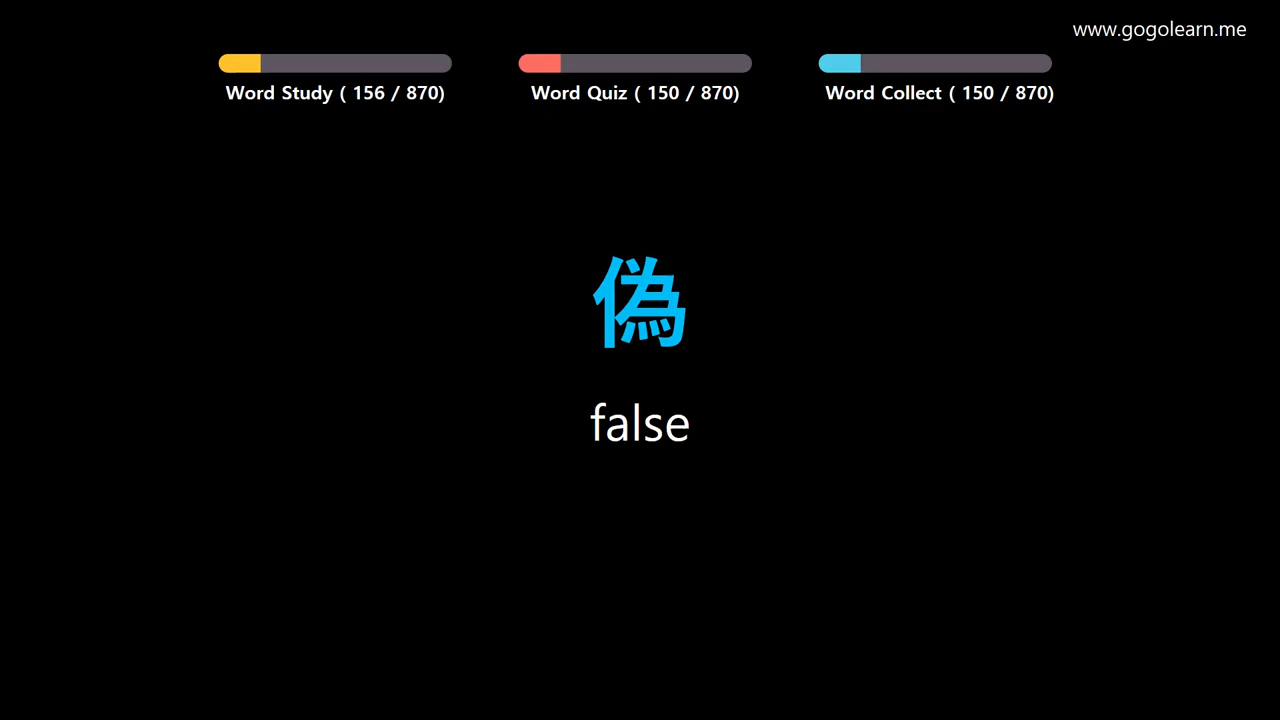 www.gogolearn.me
Word Study ( 156 / 870)
Word Quiz ( 150 / 870)
Word Collect ( 150 / 870)
偽
false